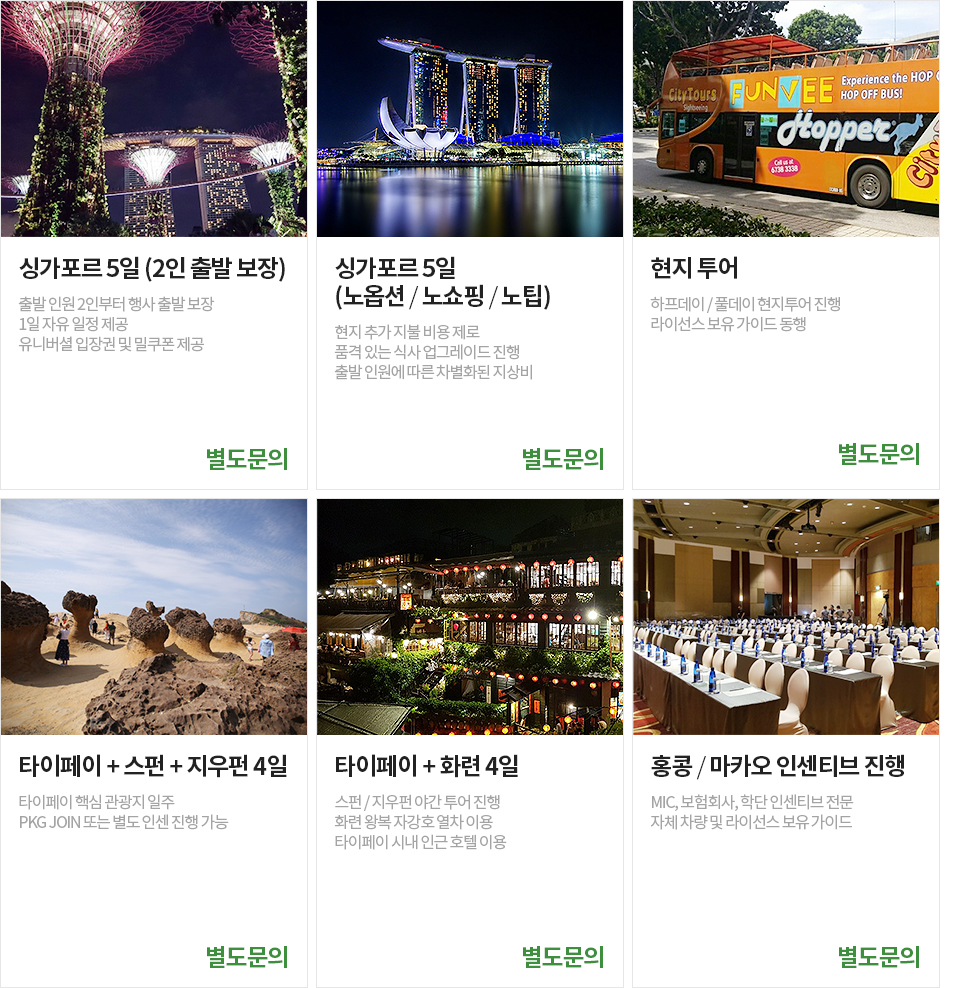 CityTours
Sightseeing
FUNVEE
Experience the HOP
HOP OFF BUS!
Hopper
Call us at
6738 3338
싱가포르 5일 (2인 출발 보장)
출발 인원 2인부터 행사 출발 보장
1일 자유 일정 제공
유니버셜 입장권 및 밀쿠폰 제공
별도문의
싱가포르 5일
(노옵션 / 노쇼핑 / 노팁)
현지 추가 지불 비용 제로
품격 있는 식사 업그레이드 진행
출발 인원에 따른 차별화된 지상비
별도문의
현지 투어
하프데이 / 풀데이 현지투어 진행
라이선스 보유 가이드 동행
별도문의
타이페이 + 스펀 + 지우펀 4일
타이페이 핵심 관광지 일주
PKG JOIN 또는 별도 인센 진행 가능
별도문의
타이페이 + 화련 4일
스펀 / 지우펀 야간 투어 진행
화련 왕복 자강호 열차 이용
타이페이 시내 인근 호텔 이용
별도문의
홍콩 / 마카오 인센티브 진행
MIC, 보험회사, 학단 인센티브 전문
자체 차량 및 라이선스 보유 가이드
별도문의